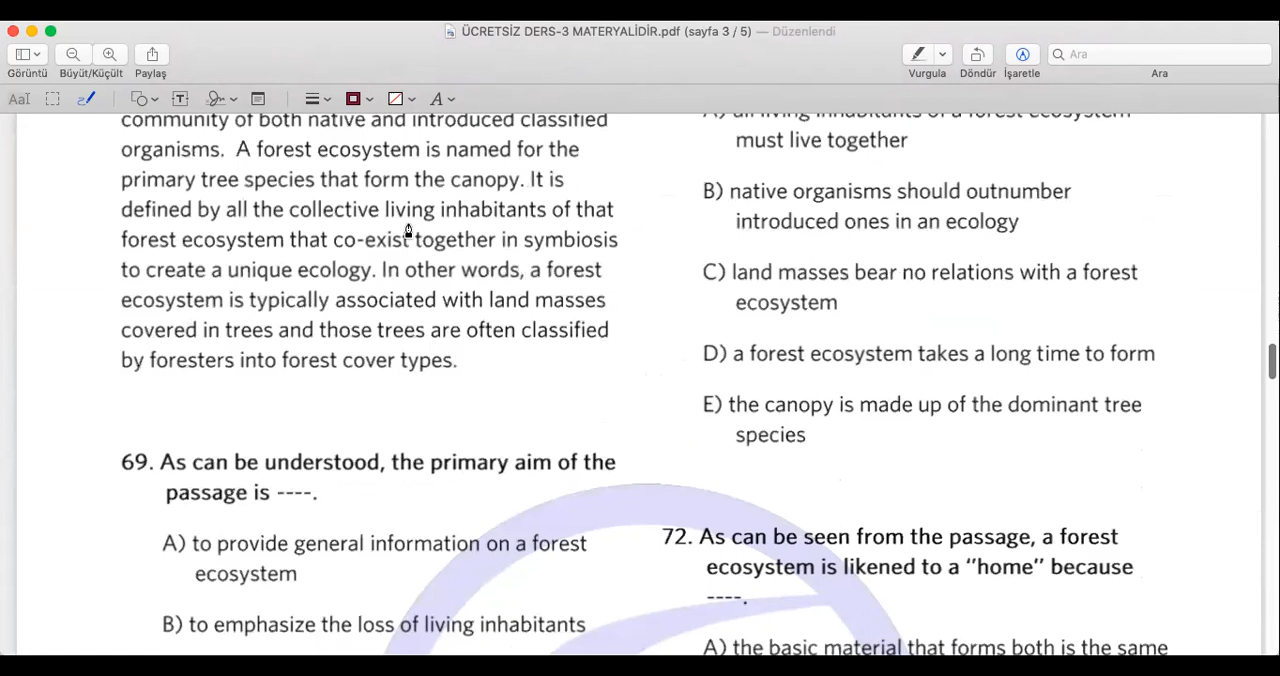 ÜCRETSİZ DERS-3 MATERYALİDİR.pdf (sayfa 3 / 5) — Düzenlendi
Görüntü
Büyüt/Küçült
Paylaş
Vurgula
Döndür
İşaretle
Ara
Ara
community of both native and introduced classified
organisms. A forest ecosystem is named for the
primary tree species that form the canopy. It is
defined by all the collective living inhabitants of that
forest ecosystem that co-exist together in symbiosis
to create a unique ecology. In other words, a forest
ecosystem is typically associated with land masses
covered in trees and those trees are often classified
by foresters into forest cover types.
69. As can be understood, the primary aim of the
passage is ----.
A) to provide general information on a forest
ecosystem
B) to emphasize the loss of living inhabitants
A) all living inhabitants of a forest ecosystem
must live together
B) native organisms should outnumber
introduced ones in an ecology
C) land masses bear no relations with a forest
ecosystem
D) a forest ecosystem takes a long time to form
E) the canopy is made up of the dominant tree
species
72. As can be seen from the passage, a forest
ecosystem is likened to a "home" because
----.
A) the basic material that forms both is the same